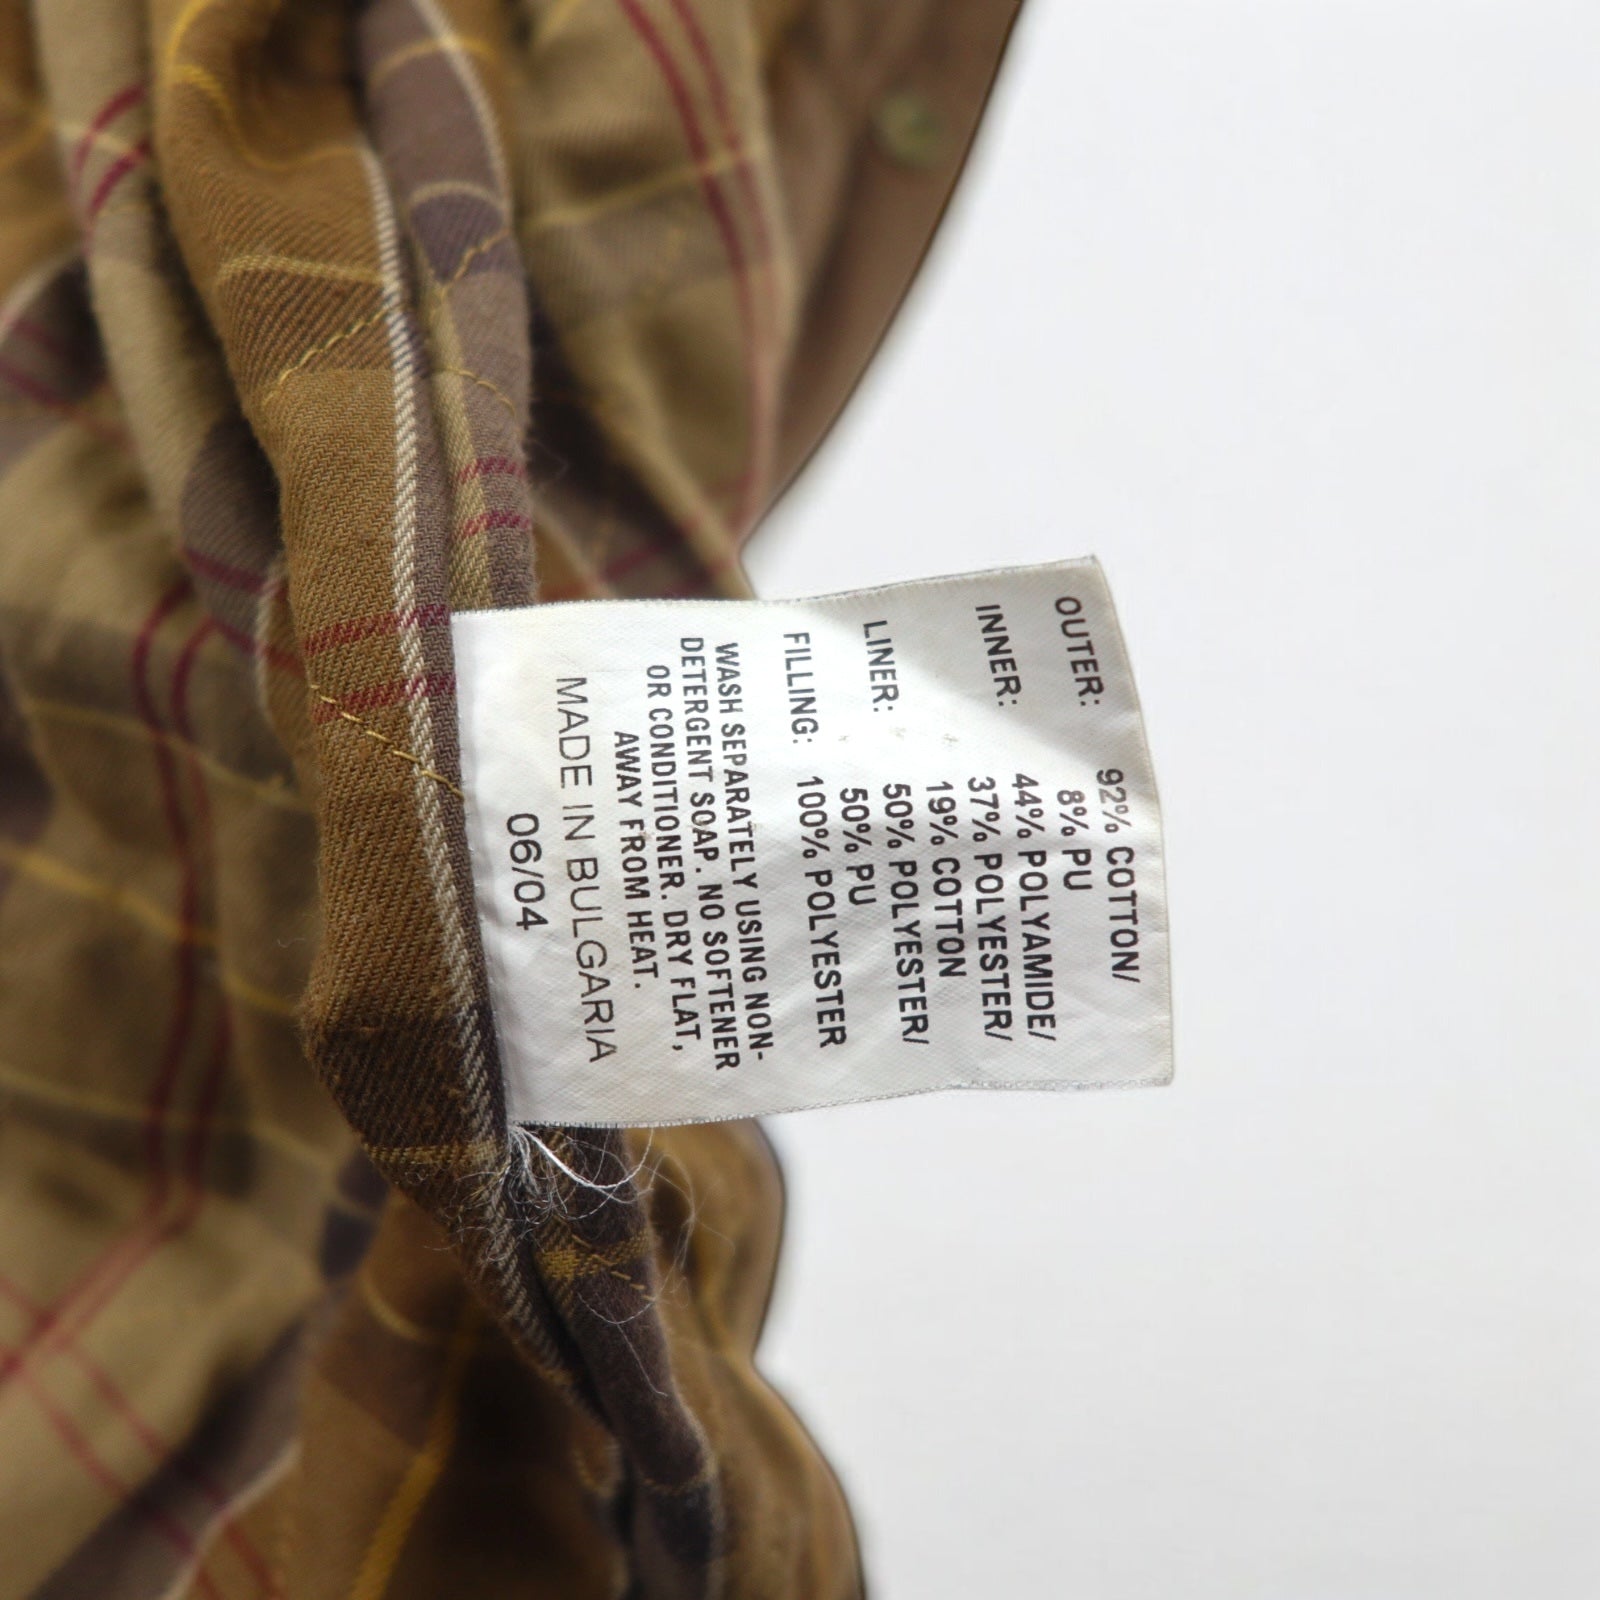 OUTER: 92% COTTON/
8% PU
INNER: 44% POLYAMIDE/
37% POLYESTER/
19% COTTON
LINER: 50% POLYESTER/
50% PU
FILLING: 100% POLYESTER
WASH SEPARATELY USING NON-
DETERGENT SOAP. NO SOFTENER
OR CONDITIONER. DRY FLAT,
AWAY FROM HEAT.
MADE IN BULGARIA
06/04